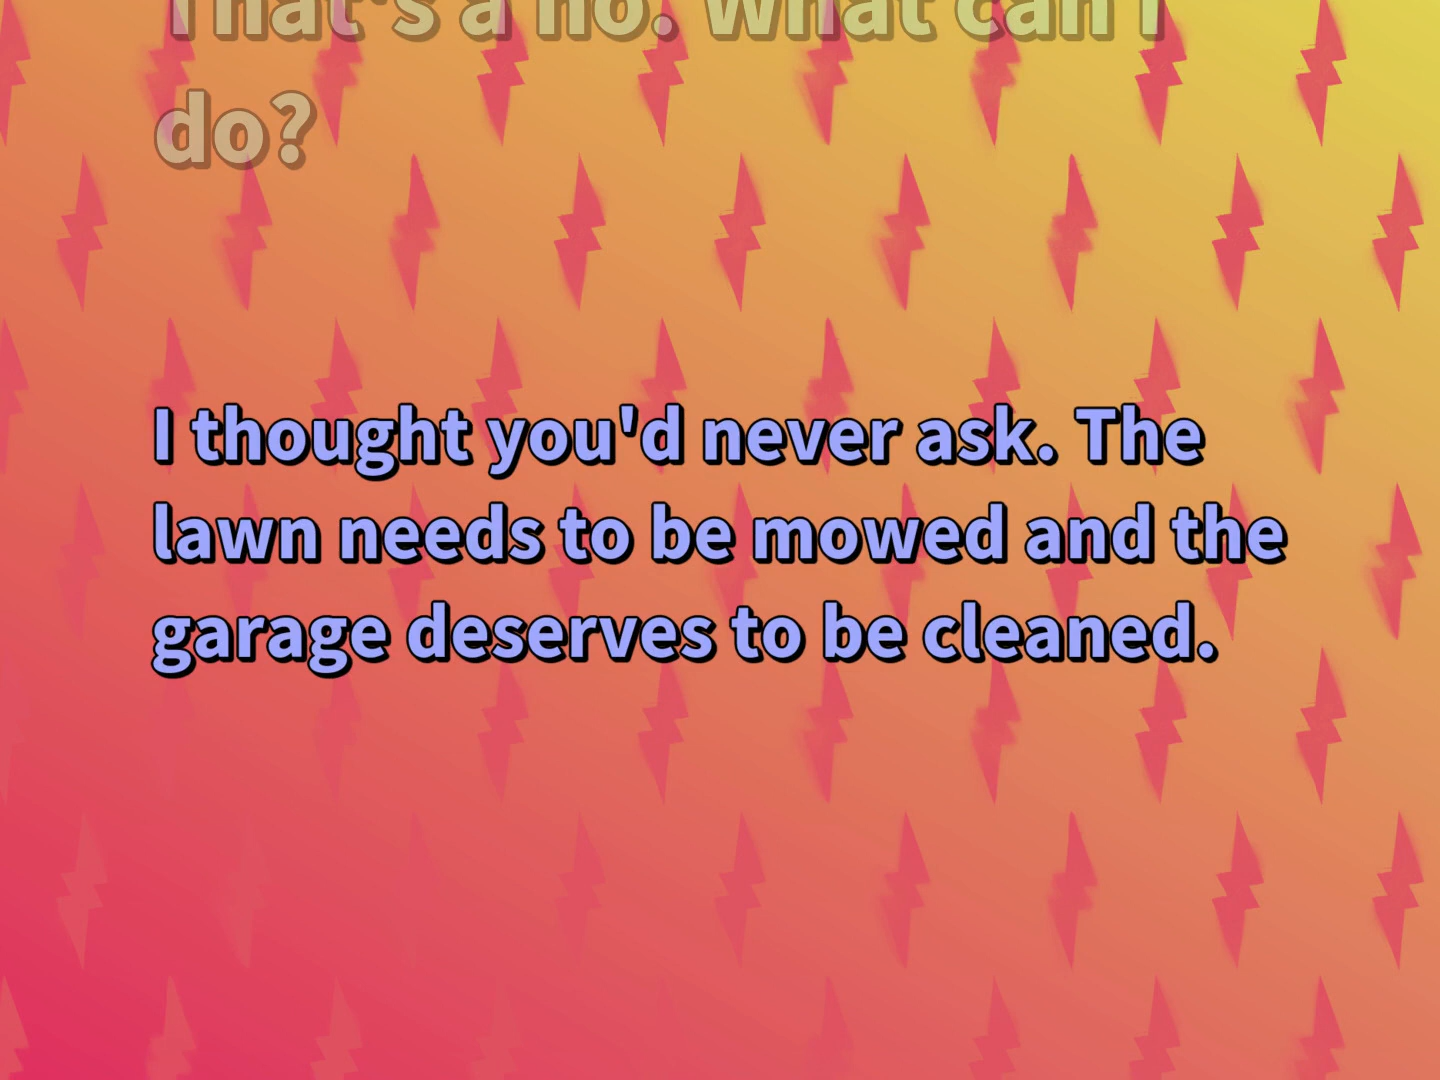 That's a no. What can I
do?
I thought you'd never ask. The
lawn needs to be mowed and the
garage deserves to be cleaned.